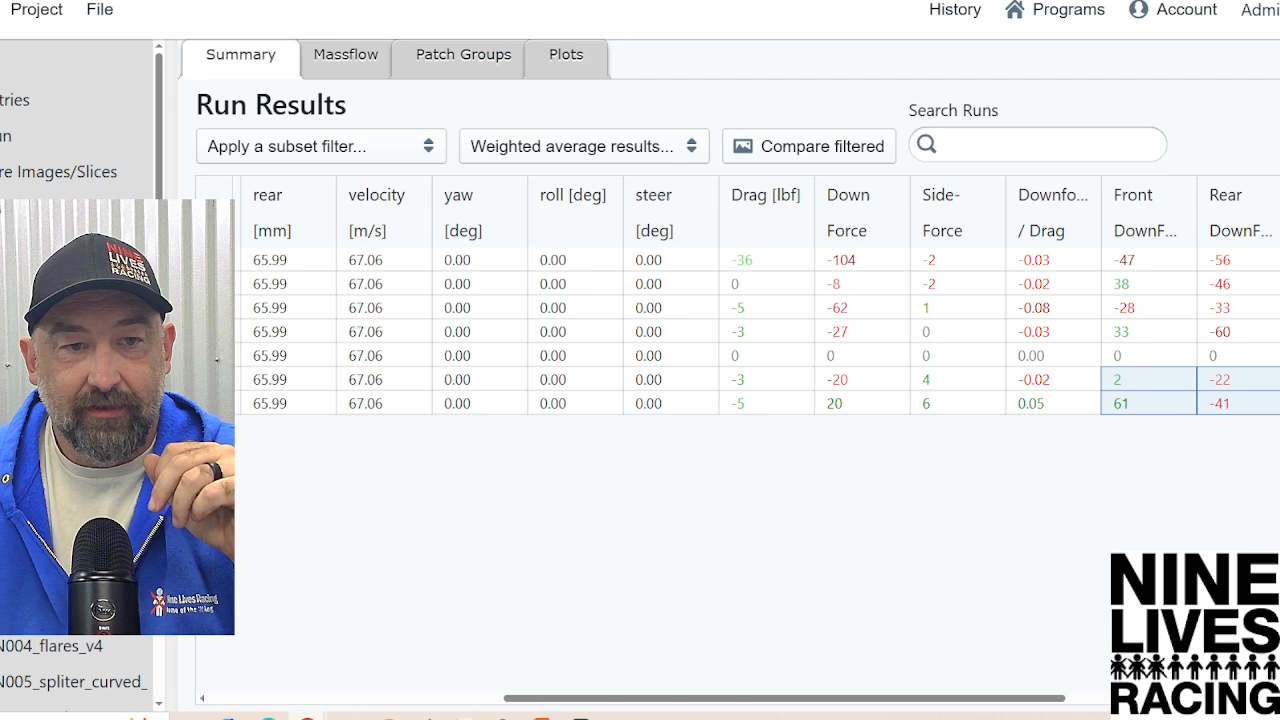 Project File History Programs Account Admi
Summary Massflow Patch Groups Plots
tries
un
re Images/Slices
Run Results
Search Runs
Apply a subset filter... Weighted average results... Compare filtered
rear velocity yaw roll [deg] steer Drag [lbf] Down Side- Downfo... Front Rear
[mm] [m/s] [deg] [deg] Force Force / Drag DownF... DownF...
65.99 67.06 0.00 0.00 0.00 -36 -104 -2 -0.03 -47 -56
65.99 67.06 0.00 0.00 0.00 0 -8 -2 -0.02 38 -46
65.99 67.06 0.00 0.00 0.00 -5 -62 1 -0.08 -28 -33
65.99 67.06 0.00 0.00 0.00 -3 -27 0 -0.03 33 -60
65.99 67.06 0.00 0.00 0.00 0 0 0 0.00 0 0
65.99 67.06 0.00 0.00 0.00 -3 -20 4 -0.02 2 -22
65.99 67.06 0.00 0.00 0.00 -5 20 6 0.05 61 -41
NINE
LIVES
RACING
Nine Lives Racing
N004_flares_v4
N005_spliter_curved_
NINE
LIVES
RACING